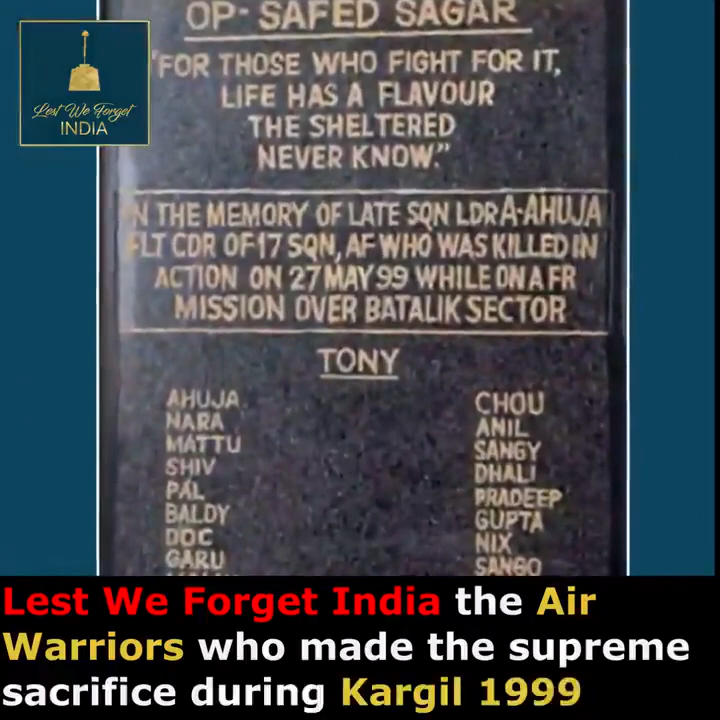 OP- SAFED SAGAR
"FOR THOSE WHO FIGHT FOR IT,
LIFE HAS A FLAVOUR
THE SHELTERED
NEVER KNOW."
IN THE MEMORY OF LATE SQN LDR A·AHUJA
FLT CDR OF 17 SQN, AF WHO WAS KILLED IN
ACTION ON 27 MAY 99 WHILE ON A FR
MISSION OVER BATALIK SECTOR
TONY
AHUJA
NARA
MATTU
SHIV
PAL
BALDY
DOC
GARU
CHOU
ANIL
SANGY
DHALI
PRADEEP
GUPTA
NIX
SANGO
Lest We Forget
INDIA
Lest We Forget India the Air
Warriors who made the supreme
sacrifice during Kargil 1999